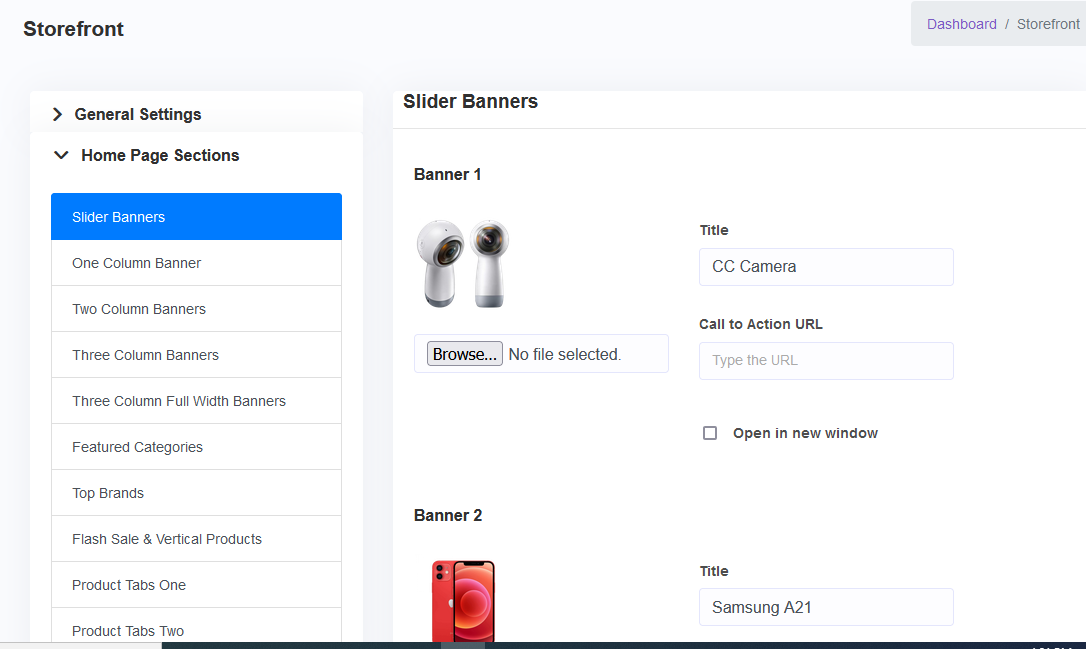 Storefront
Dashboard / Storefront
General Settings
Home Page Sections
Slider Banners
One Column Banner
Two Column Banners
Three Column Banners
Three Column Full Width Banners
Featured Categories
Top Brands
Flash Sale & Vertical Products
Product Tabs One
Product Tabs Two
Slider Banners
Banner 1
Browse... No file selected.
Title
CC Camera
Call to Action URL
Type the URL
Open in new window
Banner 2
Title
Samsung A21